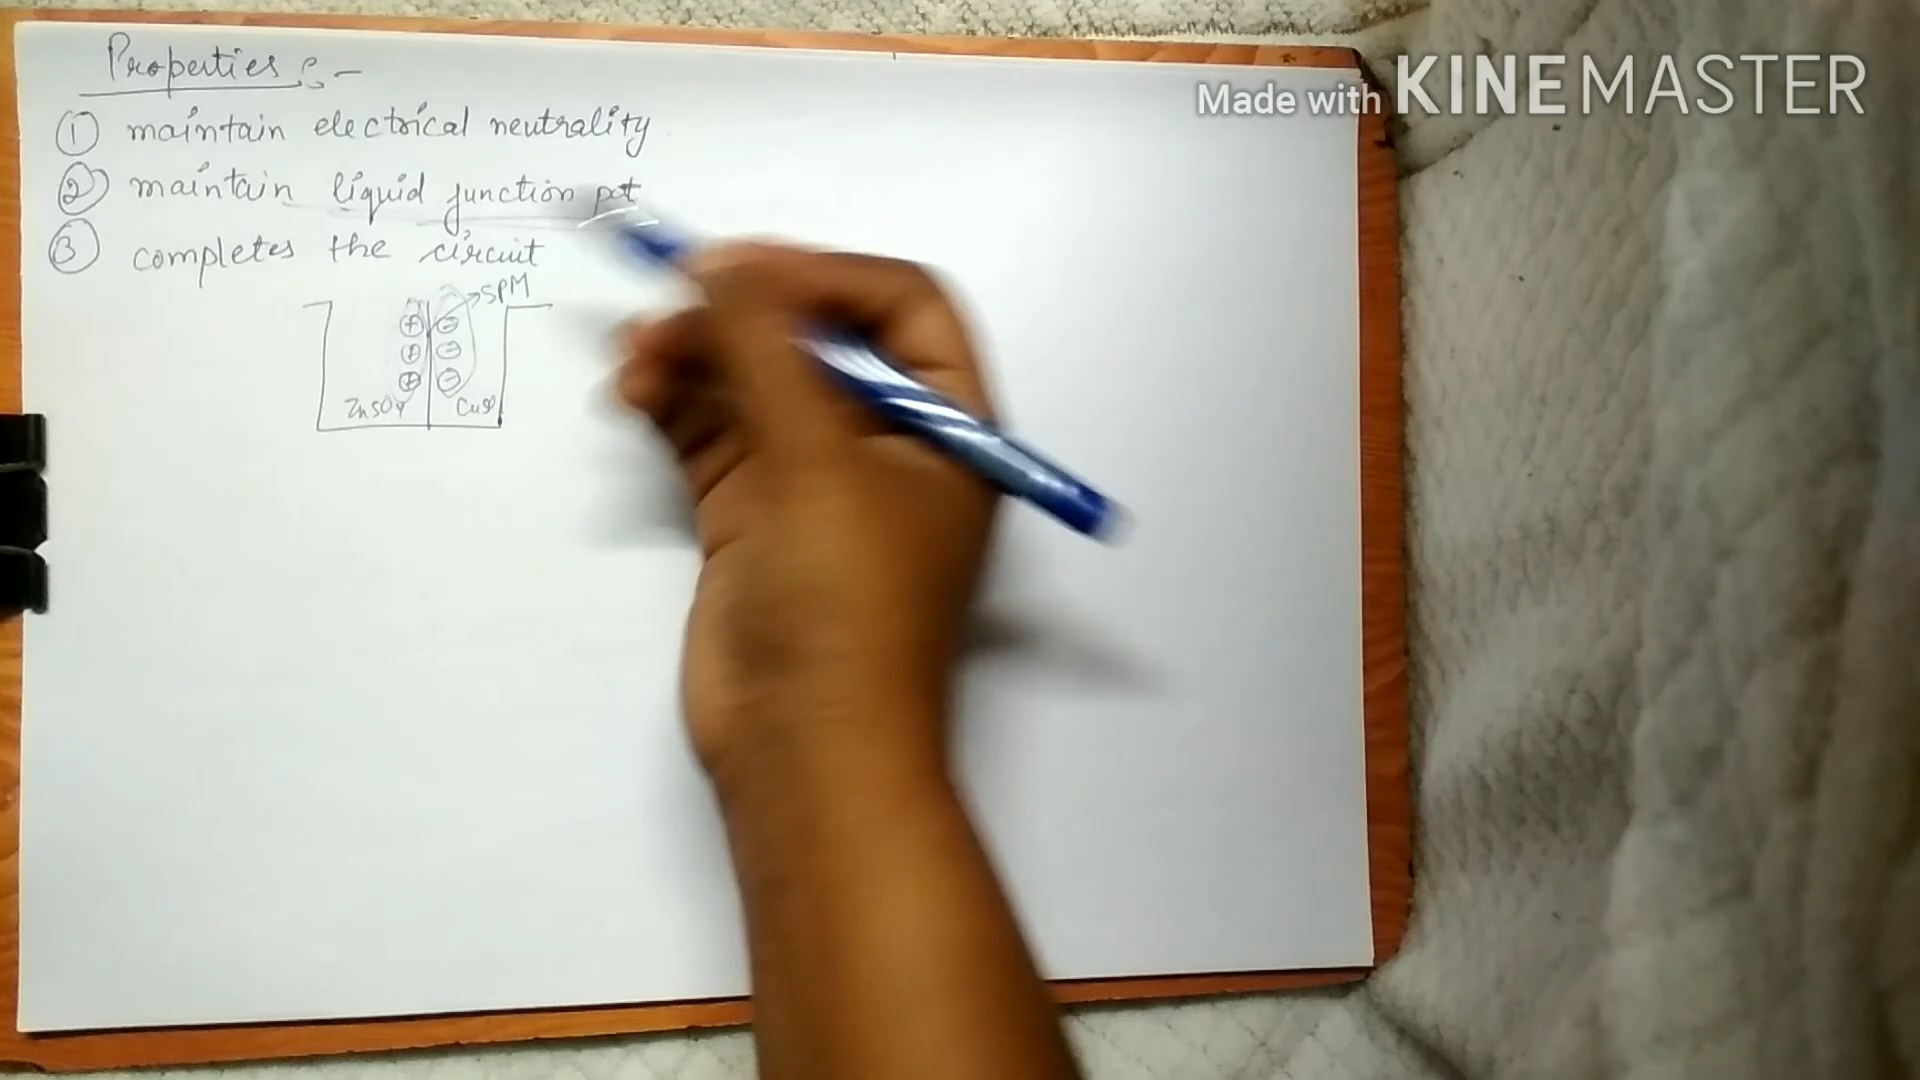 Properties :-
① maintain electrical neutrality
② maintain liquid junction pot
③ completes the circuit
SPM
+ -
+ -
+ -
ZnSO4 CuSO
Made with KINEMASTER